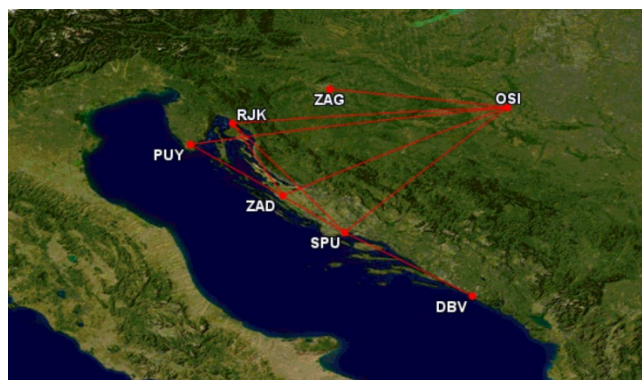 ZAG
OSI
RJK
PUY
ZAD
SPU
DBV